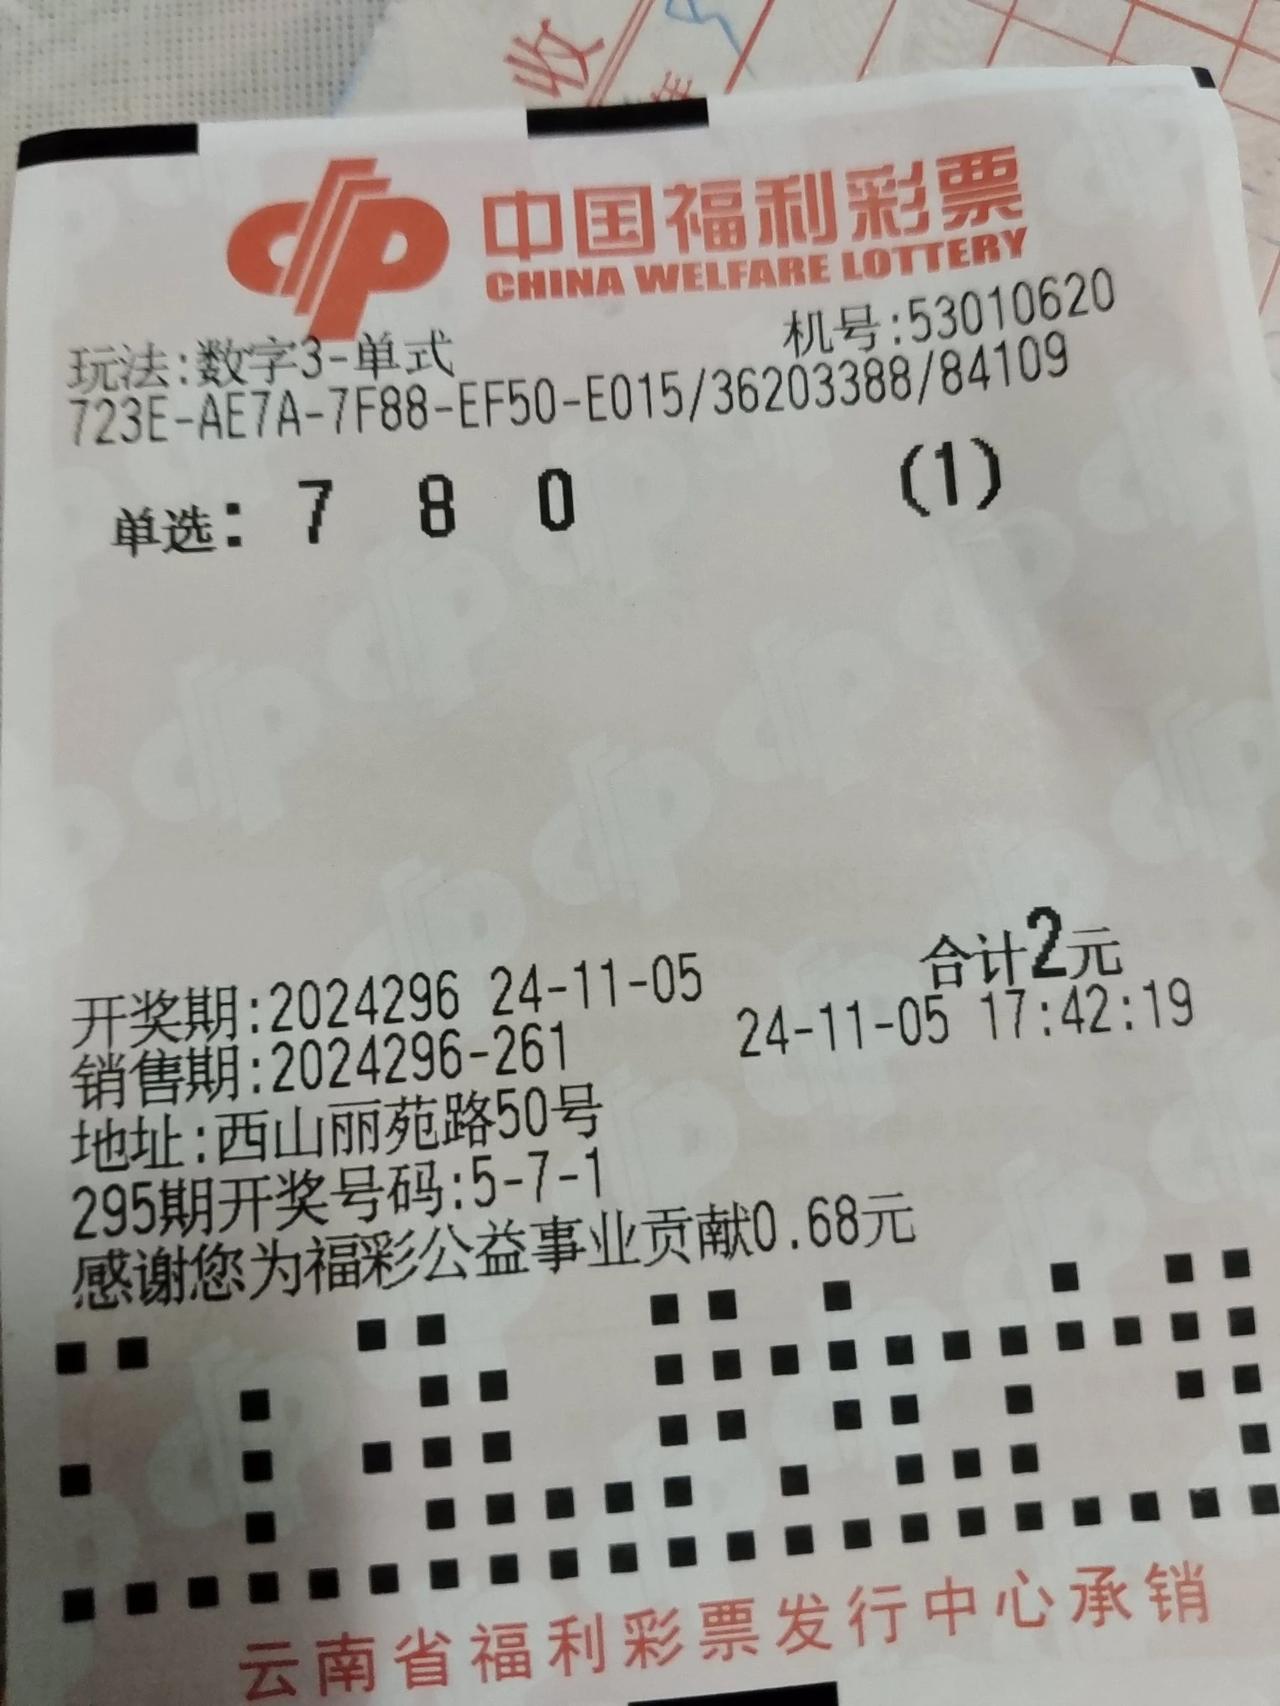 收
中国福利彩票
CHINA WELFARE LOTTERY
玩法:数字3-单式 机号:53010620
723E-AE7A-7F88-EF50-E015/36203388/84109
单选: 7 8 0 (1)
合计2元
开奖期:2024296 24-11-05
销售期:2024296-261 24-11-05 17:42:19
地址:西山丽苑路50号
295期开奖号码:5-7-1
感谢您为福彩公益事业贡献0.68元
云南省福利彩票发行中心承销